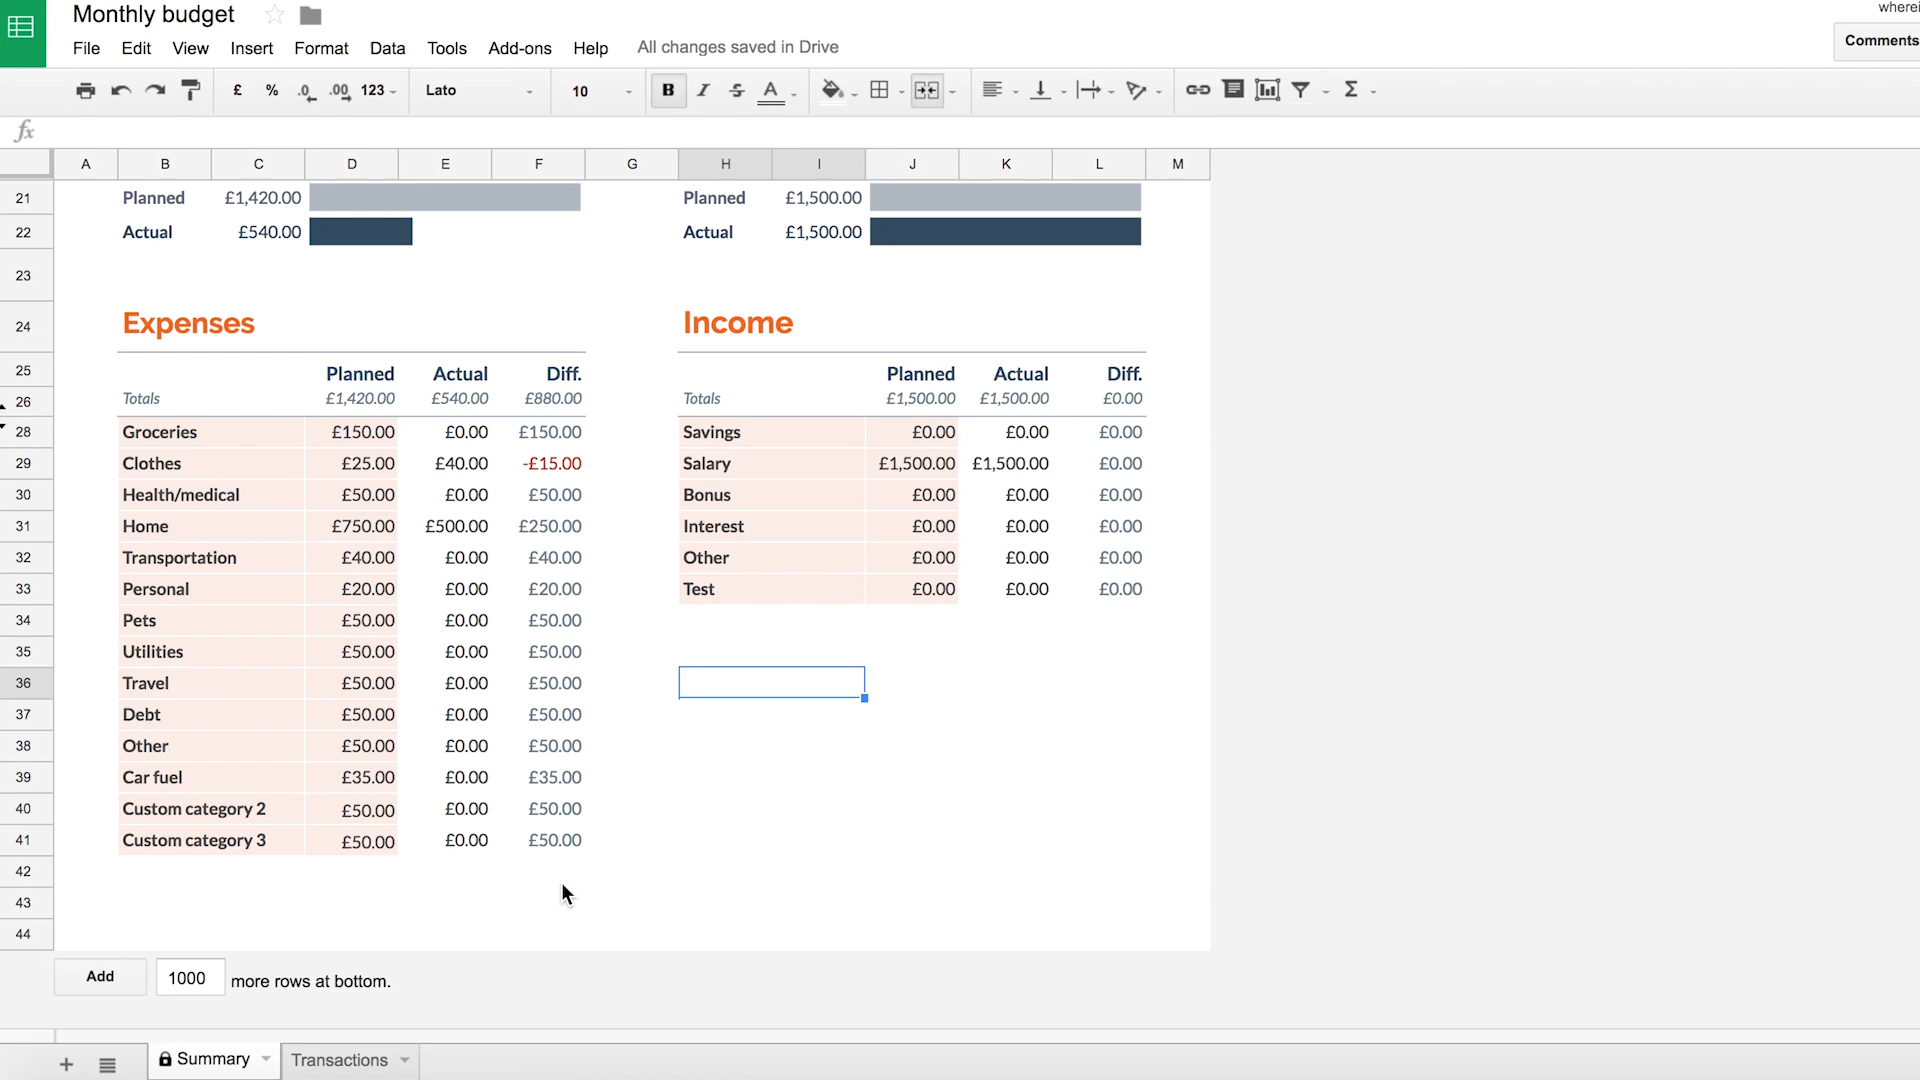 Monthly budget
wherei
File Edit View Insert Format Data Tools Add-ons Help All changes saved in Drive
Comments
£ % .0 .00 123 Lato 10 B I S A Σ
fx
A B C D E F G H I J K L M
21 Planned £1,420.00 Planned £1,500.00
22 Actual £540.00 Actual £1,500.00
23
24 Expenses Income
25 Planned Actual Diff. Planned Actual Diff.
26 Totals £1,420.00 £540.00 £880.00 Totals £1,500.00 £1,500.00 £0.00
28 Groceries £150.00 £0.00 £150.00 Savings £0.00 £0.00 £0.00
29 Clothes £25.00 £40.00 -£15.00 Salary £1,500.00 £1,500.00 £0.00
30 Health/medical £50.00 £0.00 £50.00 Bonus £0.00 £0.00 £0.00
31 Home £750.00 £500.00 £250.00 Interest £0.00 £0.00 £0.00
32 Transportation £40.00 £0.00 £40.00 Other £0.00 £0.00 £0.00
33 Personal £20.00 £0.00 £20.00 Test £0.00 £0.00 £0.00
34 Pets £50.00 £0.00 £50.00
35 Utilities £50.00 £0.00 £50.00
36 Travel £50.00 £0.00 £50.00
37 Debt £50.00 £0.00 £50.00
38 Other £50.00 £0.00 £50.00
39 Car fuel £35.00 £0.00 £35.00
40 Custom category 2 £50.00 £0.00 £50.00
41 Custom category 3 £50.00 £0.00 £50.00
42
43
44
Add 1000 more rows at bottom.
Summary Transactions